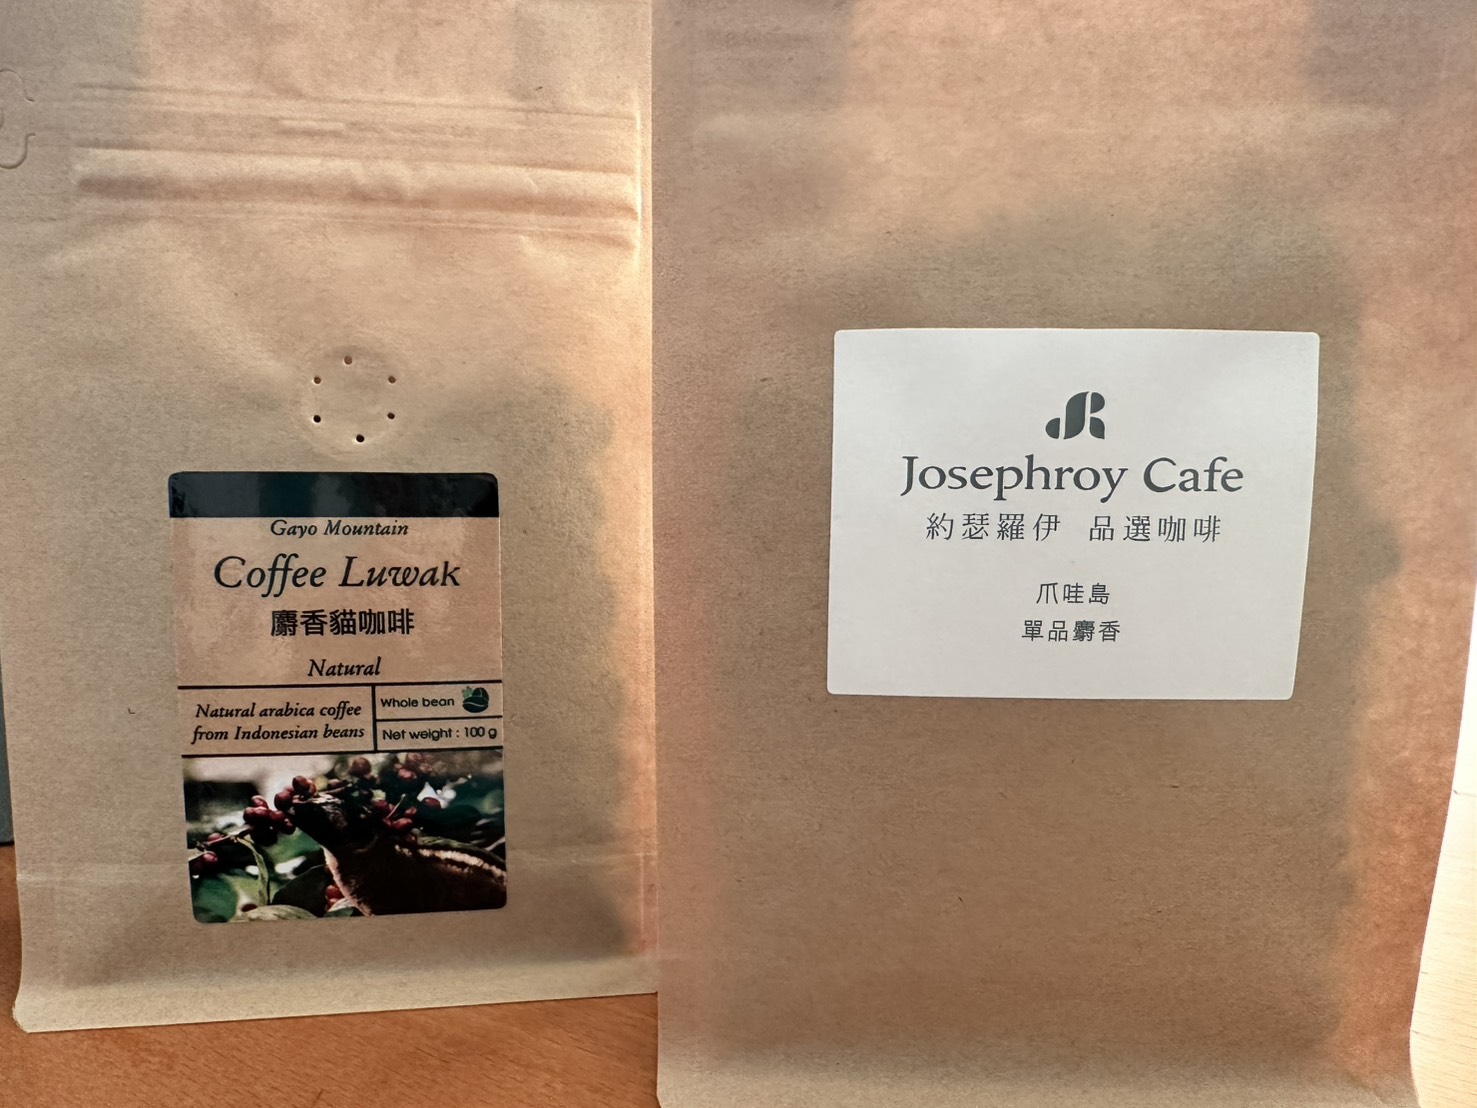 Gayo Mountain
Coffee Luwak
麝香貓咖啡
Natural
Natural arabica coffee
from Indonesian beans
Whole bean
Net weight : 100 g
JR
Josephroy Cafe
約瑟羅伊 品選咖啡
爪哇島
單品麝香